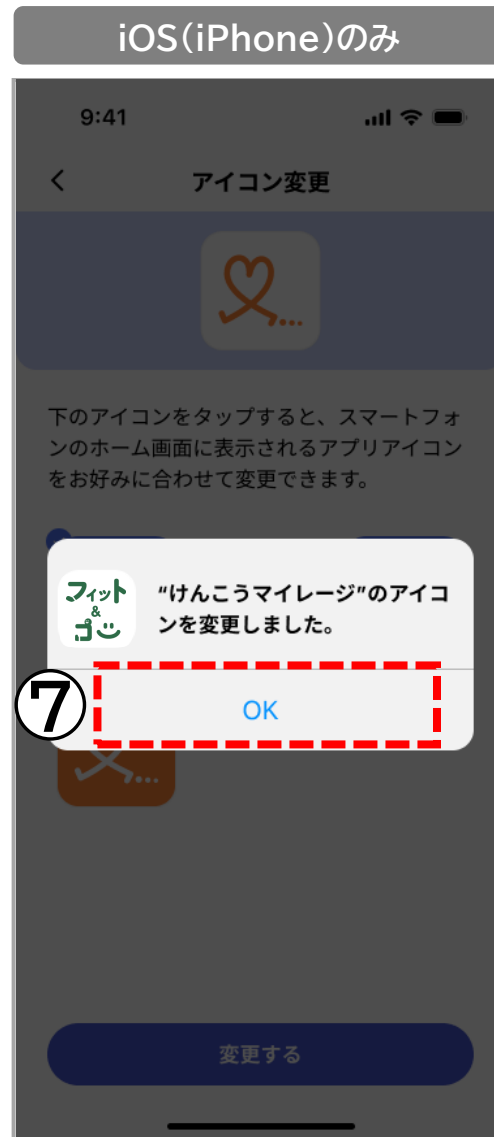 iOS(iPhone)のみ
9:41
アイコン変更
下のアイコンをタップすると、スマートフォ
ンのホーム画面に表示されるアプリアイコン
をお好みに合わせて変更できます。
フィット
&
ゴー
“けんこうマイレージ”のアイコ
ンを変更しました。
⑦
OK
変更する